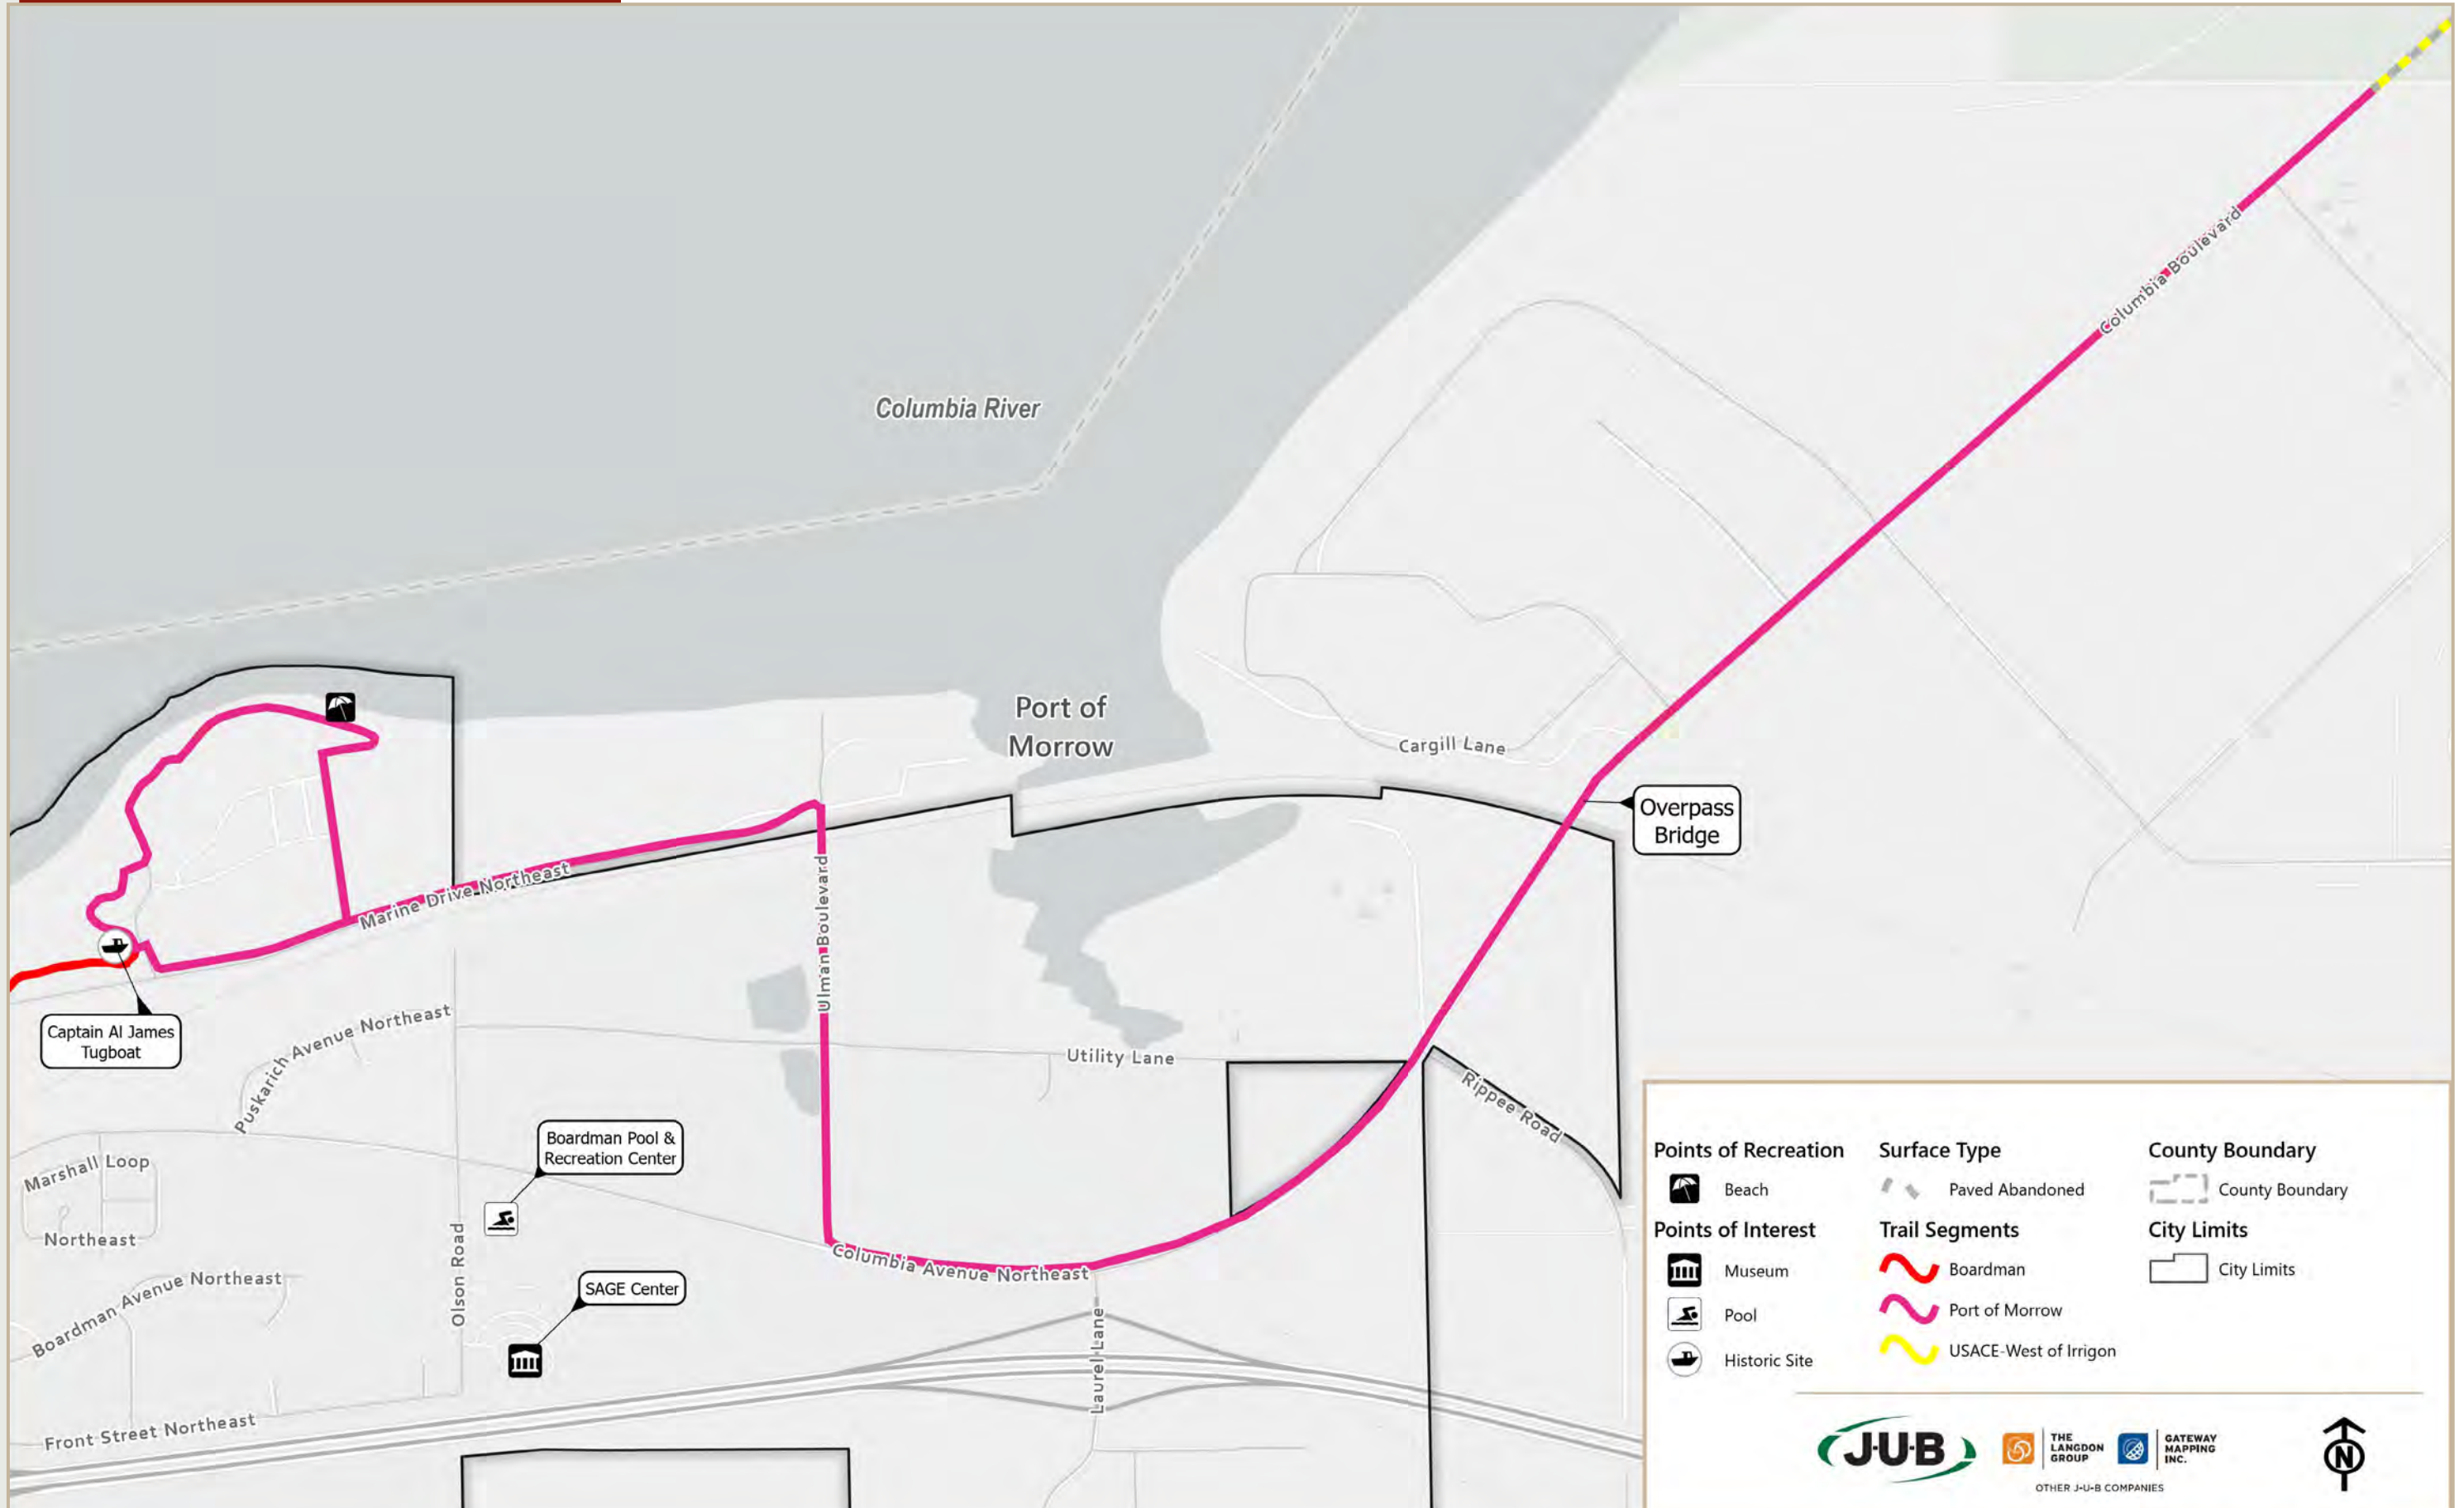 Columbia Boulevard
Columbia River
Port of
Morrow
Cargill Lane
Overpass
Bridge
Marine Drive Northeast
Ulman Boulevard
Captain Al James
Tugboat
Puskarich Avenue Northeast
Utility Lane
Rippee Road
Boardman Pool &
Recreation Center
Marshall Loop
Northeast
Olson Road
Columbia Avenue Northeast
Boardman Avenue Northeast
SAGE Center
Laurel Lane
Front Street Northeast
Points of Recreation
Beach
Points of Interest
Museum
Pool
Historic Site
Surface Type
Paved Abandoned
Trail Segments
Boardman
Port of Morrow
USACE-West of Irrigon
County Boundary
County Boundary
City Limits
City Limits
J·U·B
THE
LANGDON
GROUP
GATEWAY
MAPPING
INC.
OTHER J-U-B COMPANIES
N